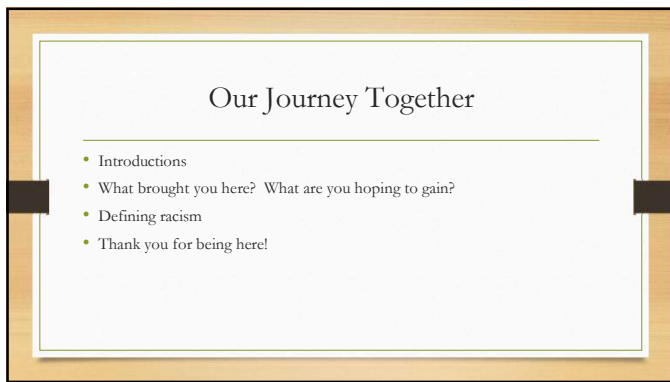 Our Journey Together
• Introductions
• What brought you here?  What are you hoping to gain?
• Defining racism
• Thank you for being here!